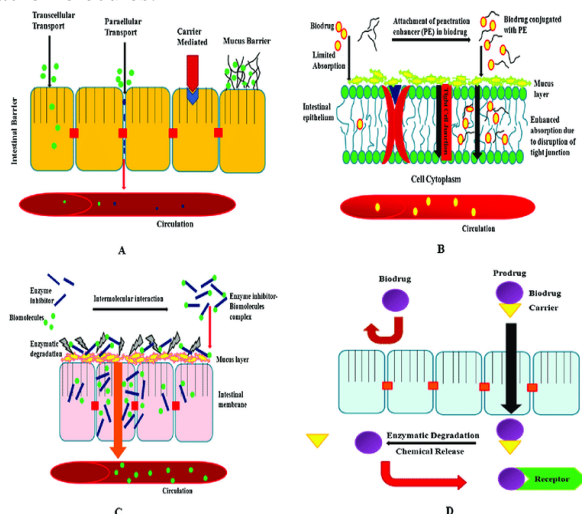 Transcellular
Transport
Paracellular
Transport
Carrier
Mediated
Mucus Barrier
Intestinal Barrier
Circulation
A
Biodrug
Attachment of penetration
enhancer (PE) in biodrug
Biodrug conjugated
with PE
Limited
Absorption
Mucus
layer
Intestinal
epithelium
Enhanced
absorption due
to disruption of
tight junction
Cell Cytoplasm
Circulation
B
Enzyme
inhibitor
Intermolecular interaction
Enzyme inhibitor-
Biomolecules
complex
Biomolecules
Enzymatic
degradation
Mucus layer
Intestinal
membrane
Circulation
C
Biodrug
Prodrug
Biodrug
Carrier
Enzymatic Degradation
Chemical Release
Receptor
D